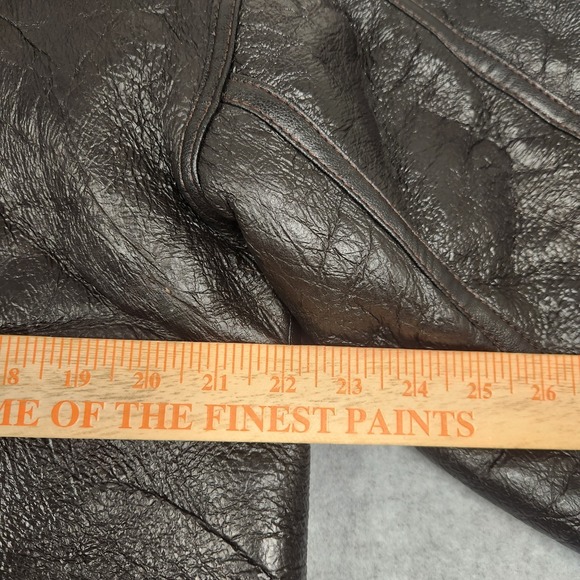 8 19 20 21 22 23 24 25 26
ME OF THE FINEST PAINTS